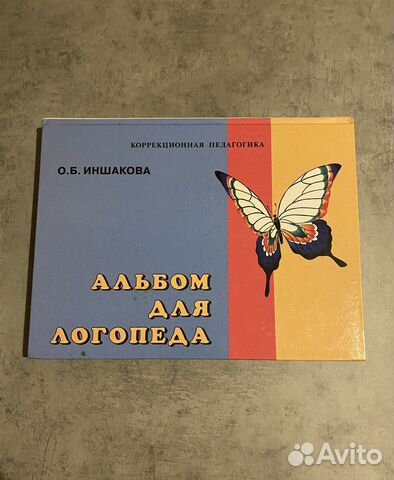 КОРРЕКЦИОННАЯ ПЕДАГОГИКА
О.Б. ИНШАКОВА
АЛЬБОМ
ДЛЯ
ЛОГОПЕДА
Avito